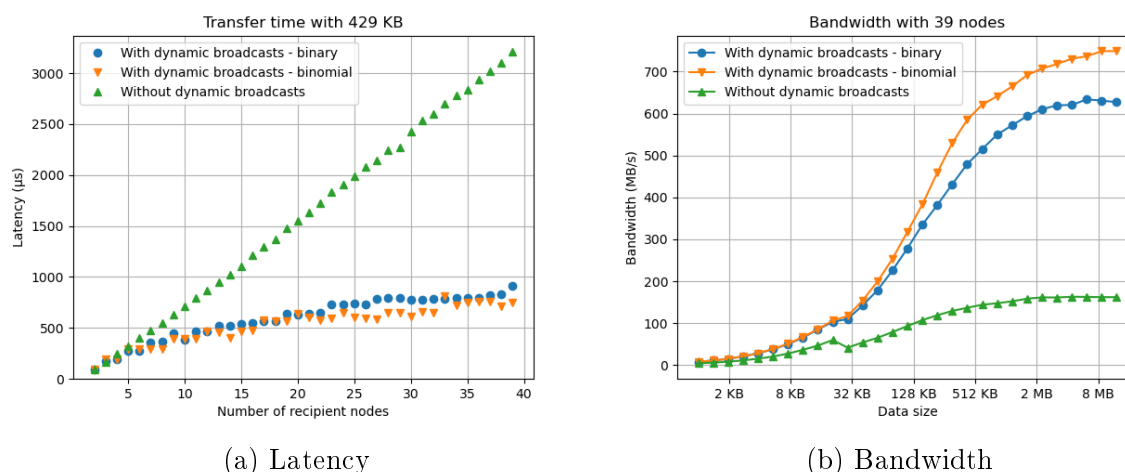 Transfer time with 429 KB
With dynamic broadcasts - binary
With dynamic broadcasts - binomial
Without dynamic broadcasts
3000
2500
2000
1500
1000
500
0
Latency (µs)
5 10 15 20 25 30 35 40
Number of recipient nodes
(a) Latency
Bandwidth with 39 nodes
With dynamic broadcasts - binary
With dynamic broadcasts - binomial
Without dynamic broadcasts
700
600
500
400
300
200
100
0
Bandwidth (MB/s)
2 KB 8 KB 32 KB 128 KB 512 KB 2 MB 8 MB
Data size
(b) Bandwidth